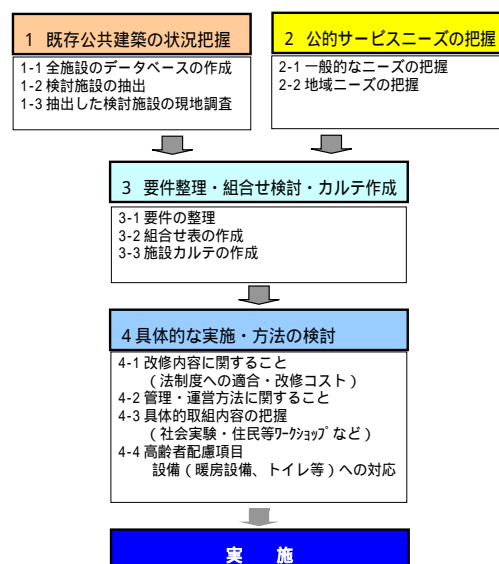 1 既存公共建築の状況把握
1-1 全施設のデータベースの作成
1-2 検討施設の抽出
1-3 抽出した検討施設の現地調査
2 公的サービスニーズの把握
2-1 一般的なニーズの把握
2-2 地域ニーズの把握
3 要件整理・組合せ検討・カルテ作成
3-1 要件の整理
3-2 組合せ表の作成
3-3 施設カルテの作成
4 具体的な実施・方法の検討
4-1 改修内容に関すること
(法制度への適合・改修コスト)
4-2 管理・運営方法に関すること
4-3 具体的取組内容の把握
(社会実験・住民等ワークショップなど)
4-4 高齢者配慮項目
設備(暖房設備、トイレ等)への対応
実 施